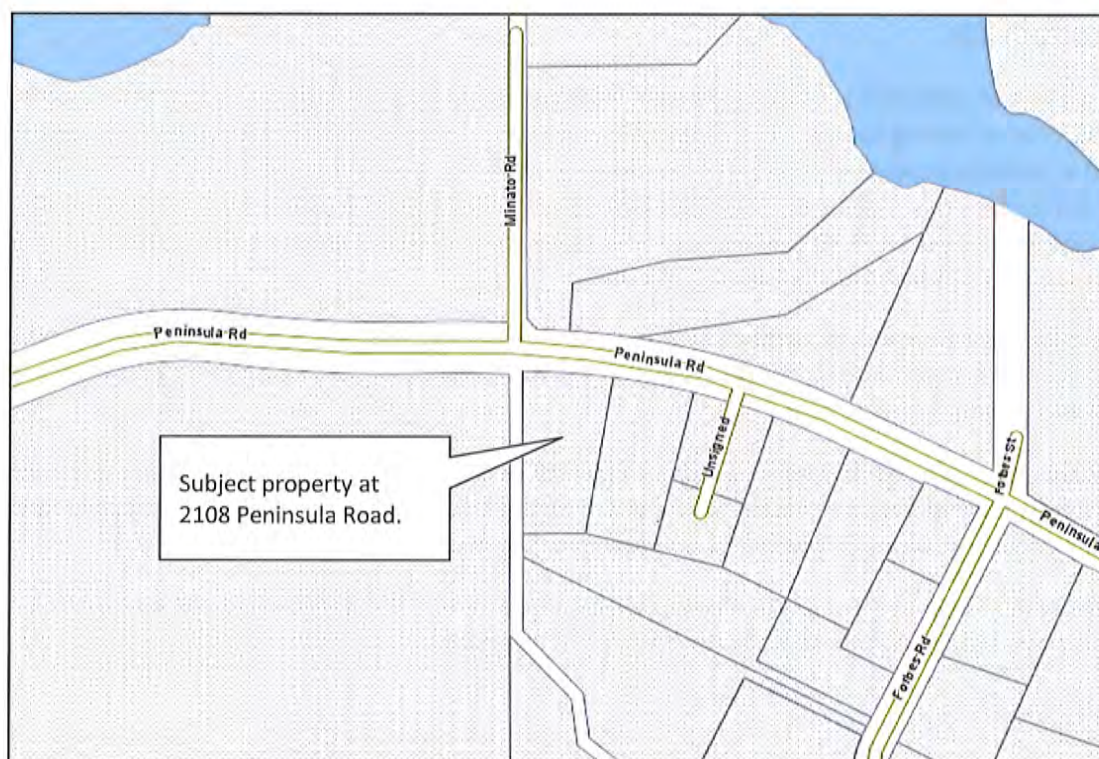 Minato Rd
Peninsula Rd
Peninsula Rd
Unsigned
Forbes St
Peninsula
Subject property at
2108 Peninsula Road.
Forbes Rd